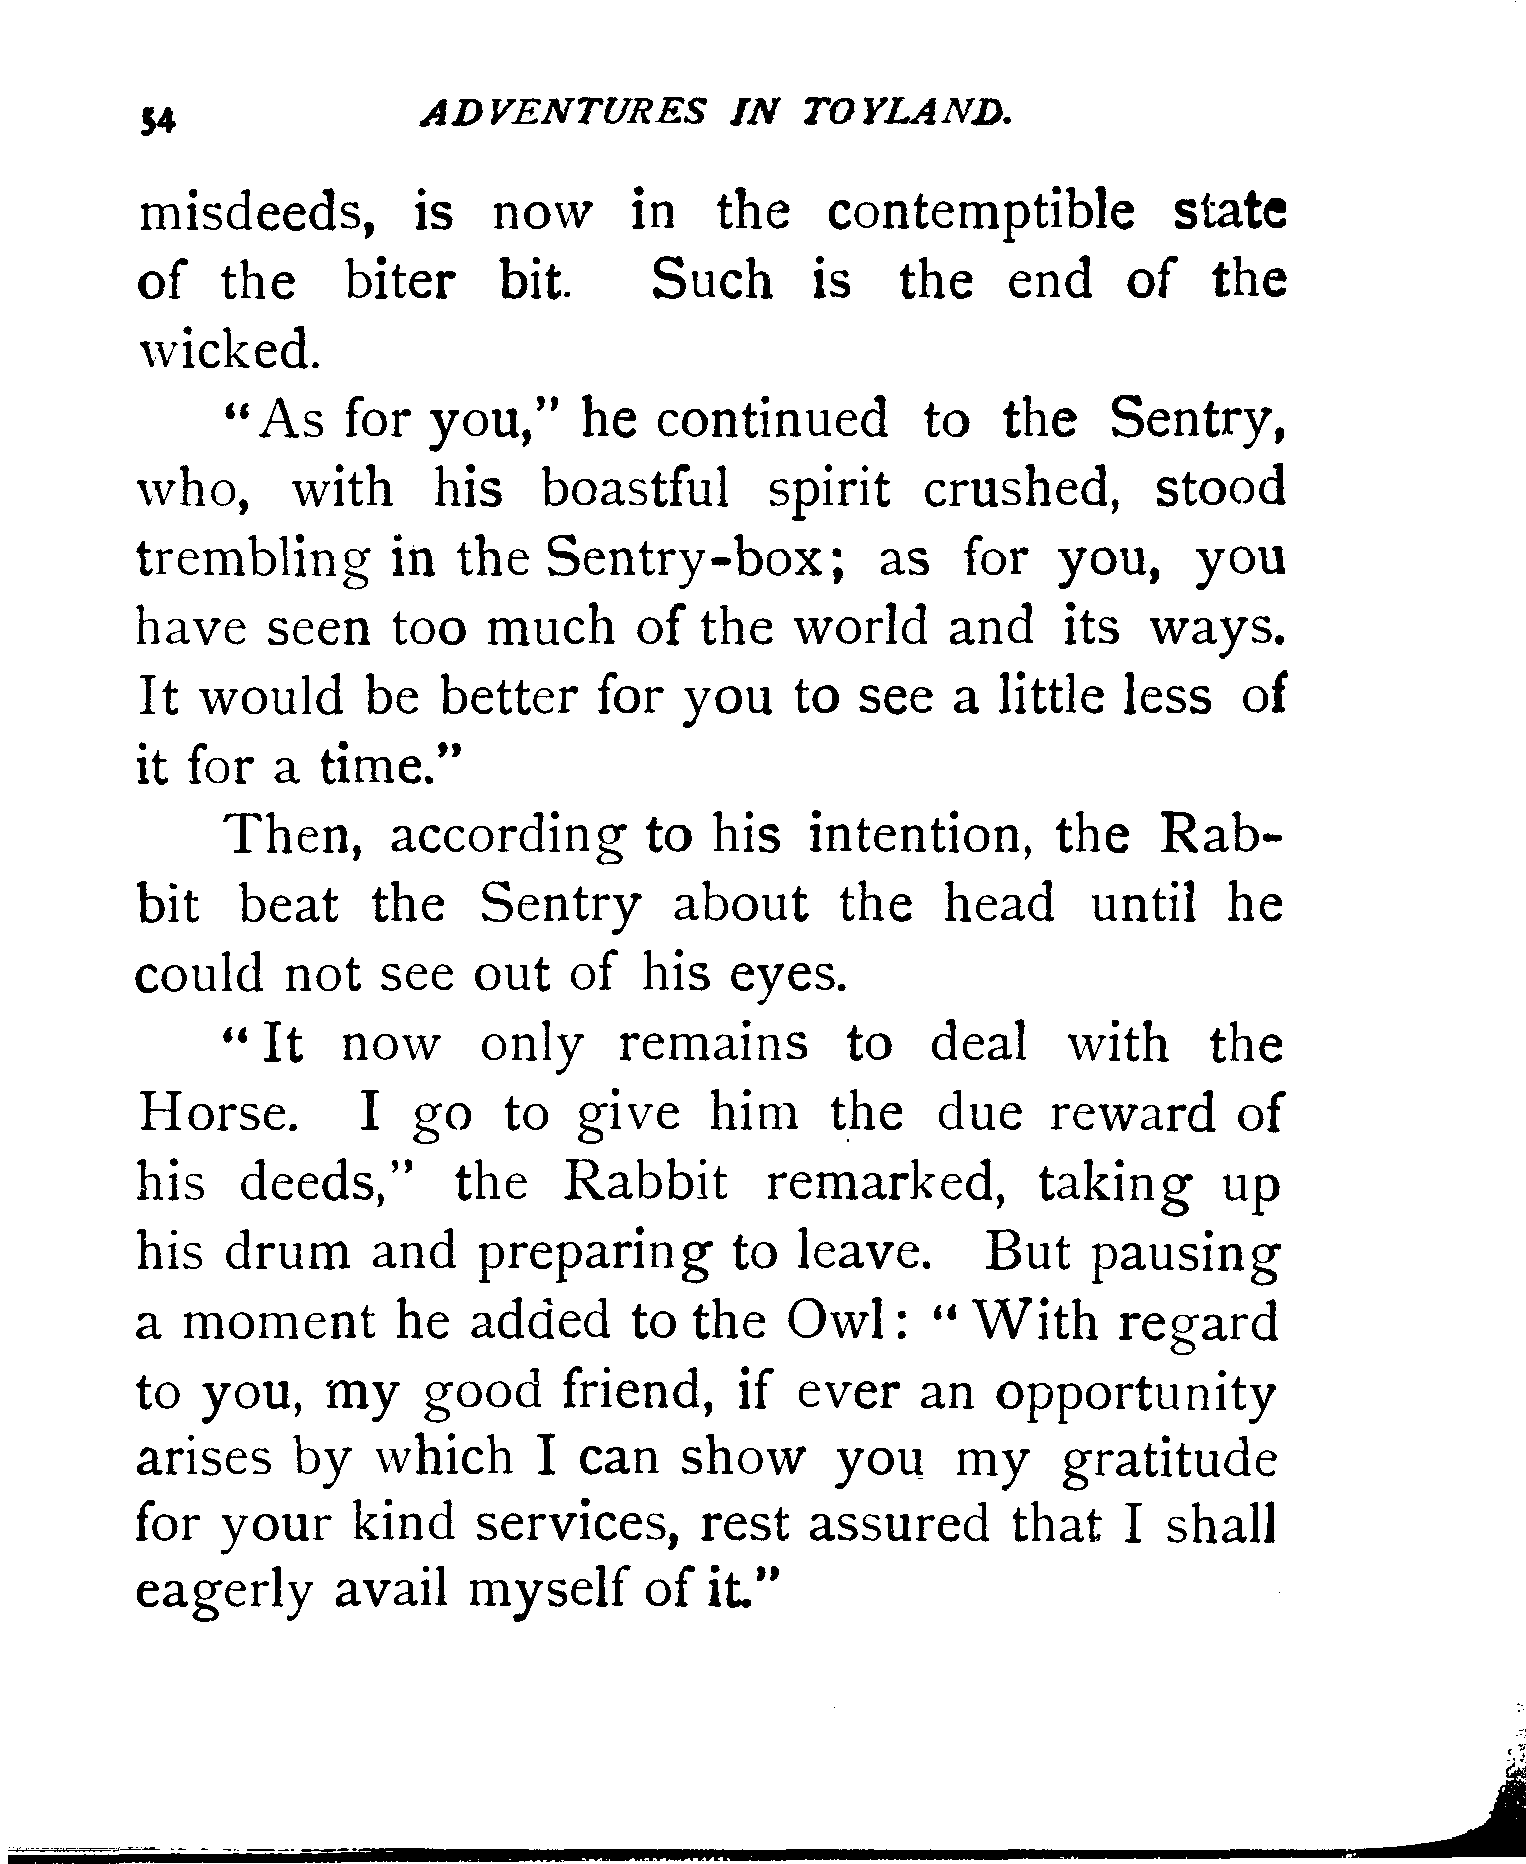 54 ADVENTURES IN TOYLAND.
misdeeds, is now in the contemptible state
of the biter bit. Such is the end of the
wicked.
"As for you," he continued to the Sentry,
who, with his boastful spirit crushed, stood
trembling in the Sentry-box; as for you, you
have seen too much of the world and its ways.
It would be better for you to see a little less of
it for a time."
Then, according to his intention, the Rab-
bit beat the Sentry about the head until he
could not see out of his eyes.
"It now only remains to deal with the
Horse. I go to give him the due reward of
his deeds," the Rabbit remarked, taking up
his drum and preparing to leave. But pausing
a moment he added to the Owl: "With regard
to you, my good friend, if ever an opportunity
arises by which I can show you my gratitude
for your kind services, rest assured that I shall
eagerly avail myself of it."